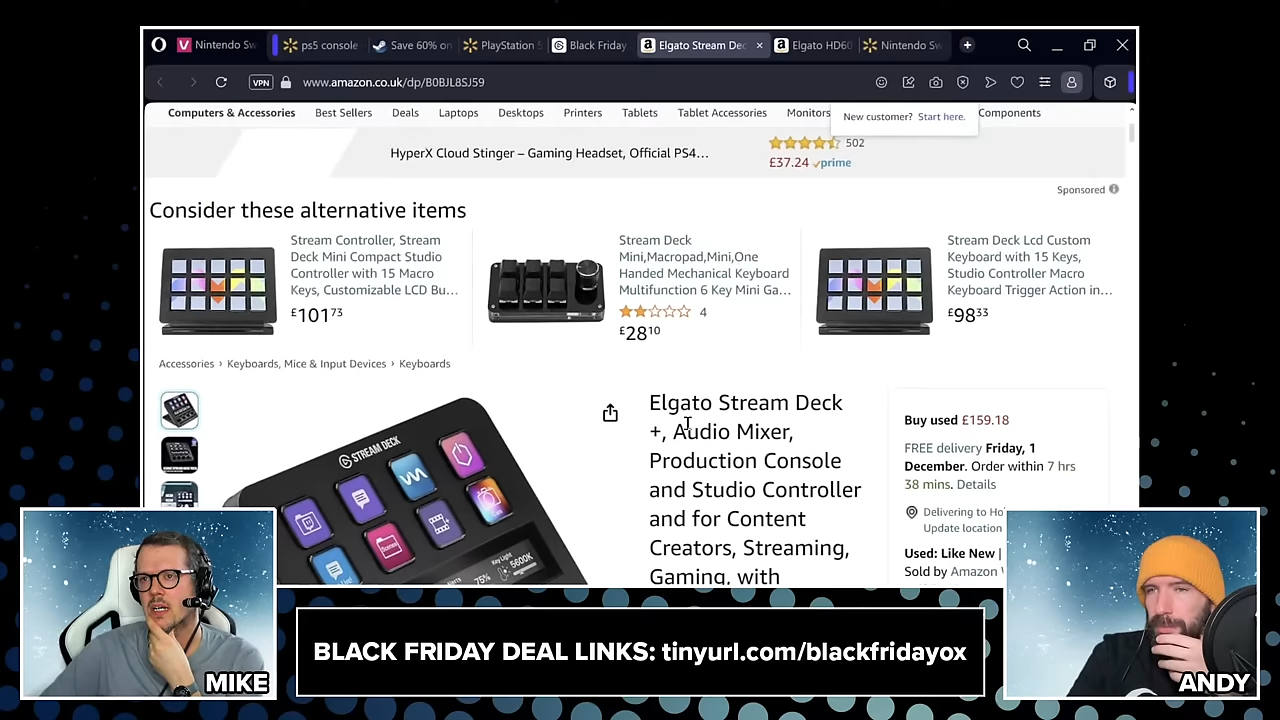 Nintendo Sw
ps5 console
Save 60% on
PlayStation 5
Black Friday
Elgato Stream Dec
Elgato HD60
Nintendo Sw
VPN
www.amazon.co.uk/dp/B0BJL8SJ59
Computers & Accessories
Best Sellers
Deals
Laptops
Desktops
Printers
Tablets
Tablet Accessories
Monitors
Components
New customer? Start here.
HyperX Cloud Stinger – Gaming Headset, Official PS4...
502
£37.24 prime
Sponsored
Consider these alternative items
Stream Controller, Stream
Deck Mini Compact Studio
Controller with 15 Macro
Keys, Customizable LCD Bu...
£101 73
Stream Deck
Mini,Macropad,Mini,One
Handed Mechanical Keyboard
Multifunction 6 Key Mini Ga...
4
£28 10
Stream Deck Lcd Custom
Keyboard with 15 Keys,
Studio Controller Macro
Keyboard Trigger Action in...
£98 33
Accessories › Keyboards, Mice & Input Devices › Keyboards
STREAM DECK
75%
Key Light
5600K
Elgato Stream Deck
+, Audio Mixer,
Production Console
and Studio Controller
and for Content
Creators, Streaming,
Gaming, with
Buy used £159.18
FREE delivery Friday, 1
December. Order within 7 hrs
38 mins. Details
Delivering to Ho
Update location
Used: Like New |
Sold by Amazon
MIKE
BLACK FRIDAY DEAL LINKS: tinyurl.com/blackfridayox
ANDY